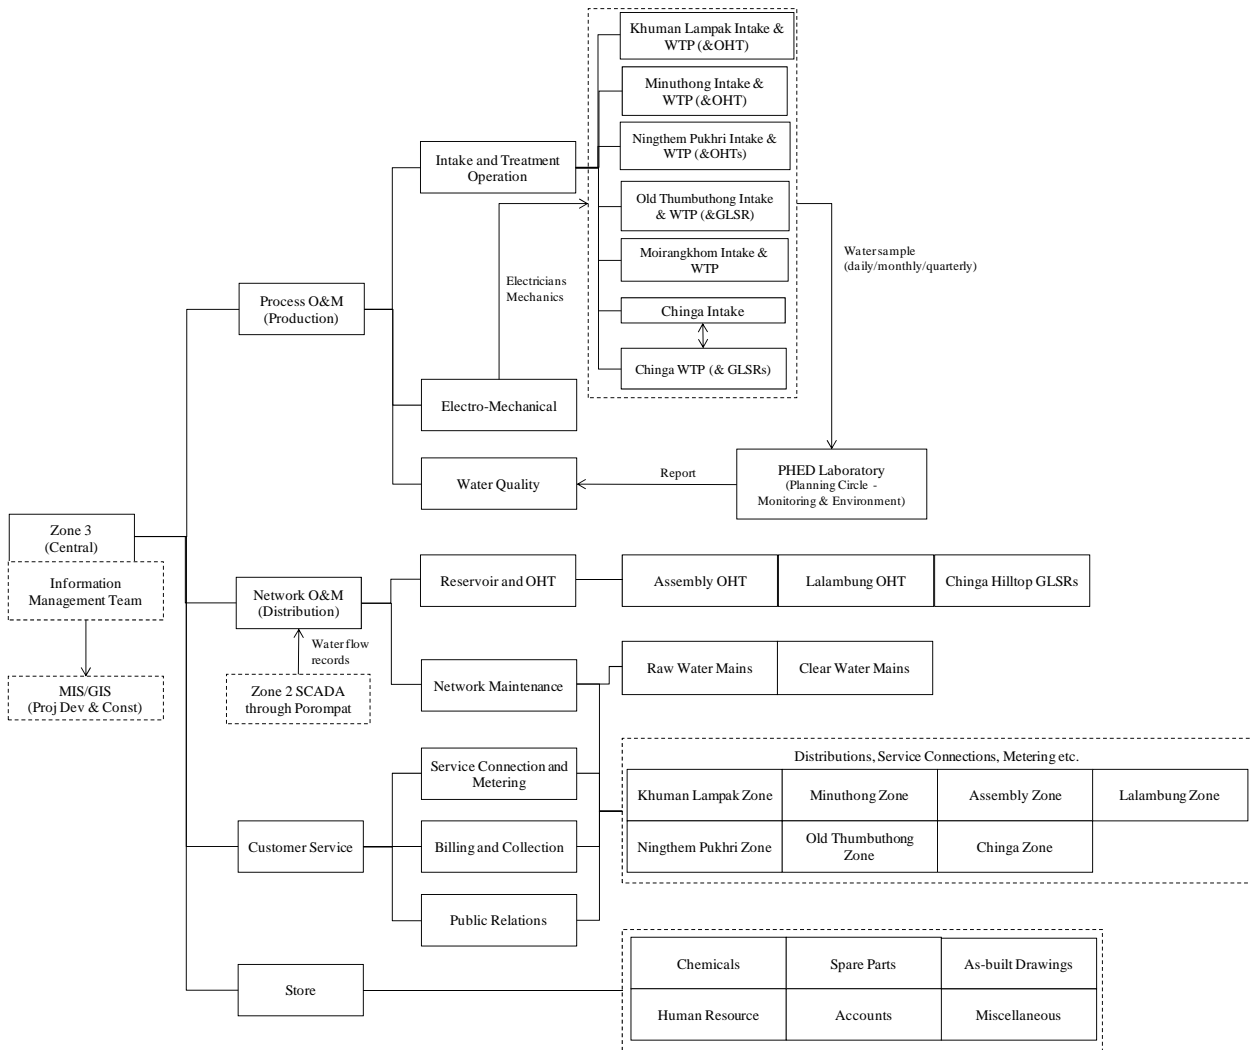 Khuman Lampak Intake &
WTP (&OHT)
Minuthong Intake &
WTP (&OHT)
Ningthem Pukhri Intake &
WTP (&OHTs)
Intake and Treatment
Operation
Old Thumbuthong Intake
& WTP (&GLSR)
Moirangkhom Intake &
WTP
Water sample
(daily/monthly/quarterly)
Electricians
Mechanics
Process O&M
(Production)
Chinga Intake
Chinga WTP (& GLSRs)
Electro-Mechanical
Water Quality
Report
PHED Laboratory
(Planning Circle -
Monitoring & Environment)
Zone 3
(Central)
Information
Management Team
MIS/GIS
(Proj Dev & Const)
Network O&M
(Distribution)
Water flow
records
Zone 2 SCADA
through Porompat
Reservoir and OHT
Assembly OHT
Lalambung OHT
Chinga Hilltop GLSRs
Network Maintenance
Raw Water Mains
Clear Water Mains
Service Connection and
Metering
Customer Service
Billing and Collection
Public Relations
Distributions, Service Connections, Metering etc.
Khuman Lampak Zone
Minuthong Zone
Assembly Zone
Lalambung Zone
Ningthem Pukhri Zone
Old Thumbuthong
Zone
Chinga Zone
Store
Chemicals
Spare Parts
As-built Drawings
Human Resource
Accounts
Miscellaneous